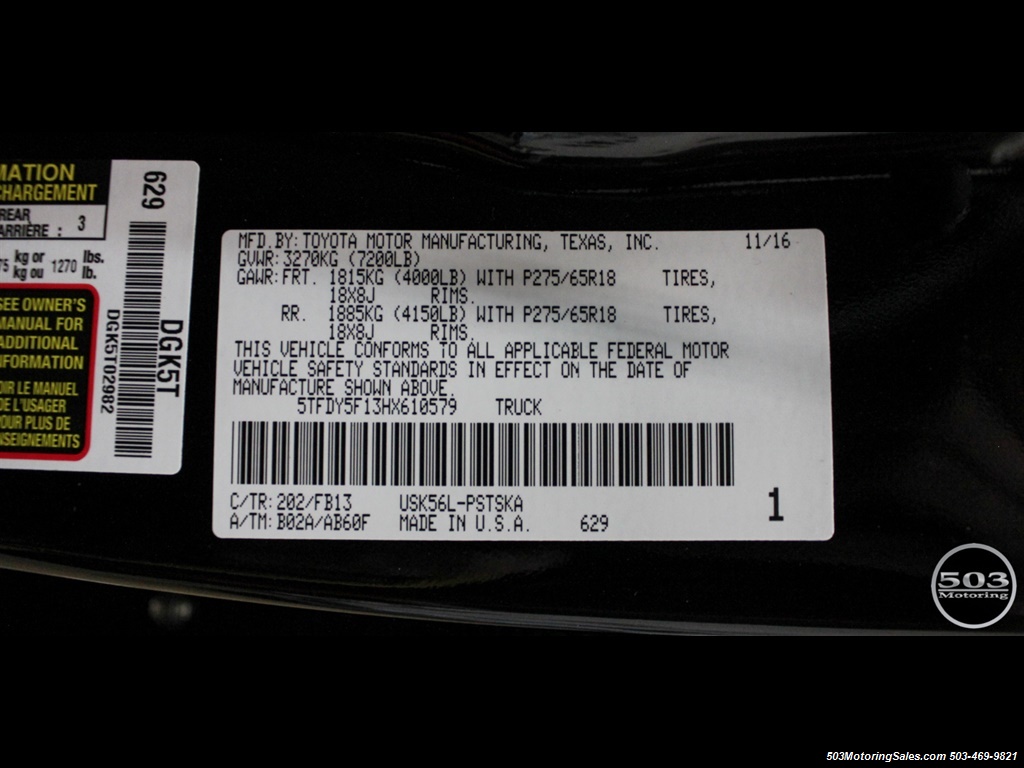 MATION
CHARGEMENT
REAR
ARRIÈRE : 3
75 kg or lbs.
kg ou 1270 lb.
SEE OWNER'S
MANUAL FOR
ADDITIONAL
INFORMATION
OIR LE MANUEL
DE L'USAGER
POUR PLUS DE
NSEIGNEMENTS
629
DGK5T02982
DGK5T
MFD.BY:TOYOTA MOTOR MANUFACTURING, TEXAS, INC. 11/16
GVWR:3270KG (7200LB)
GAWR:FRT. 1815KG (4000LB) WITH P275/65R18 TIRES,
18X8J RIMS.
RR. 1885KG (4150LB) WITH P275/65R18 TIRES,
18X8J RIMS.
THIS VEHICLE CONFORMS TO ALL APPLICABLE FEDERAL MOTOR
VEHICLE SAFETY STANDARDS IN EFFECT ON THE DATE OF
MANUFACTURE SHOWN ABOVE.
5TFDY5F13HX610579 TRUCK
C/TR:202/FB13 USK56L-PSTSKA
A/TM:B02A/AB60F MADE IN U.S.A. 629
1
503
Motoring
503MotoringSales.com 503-469-9821